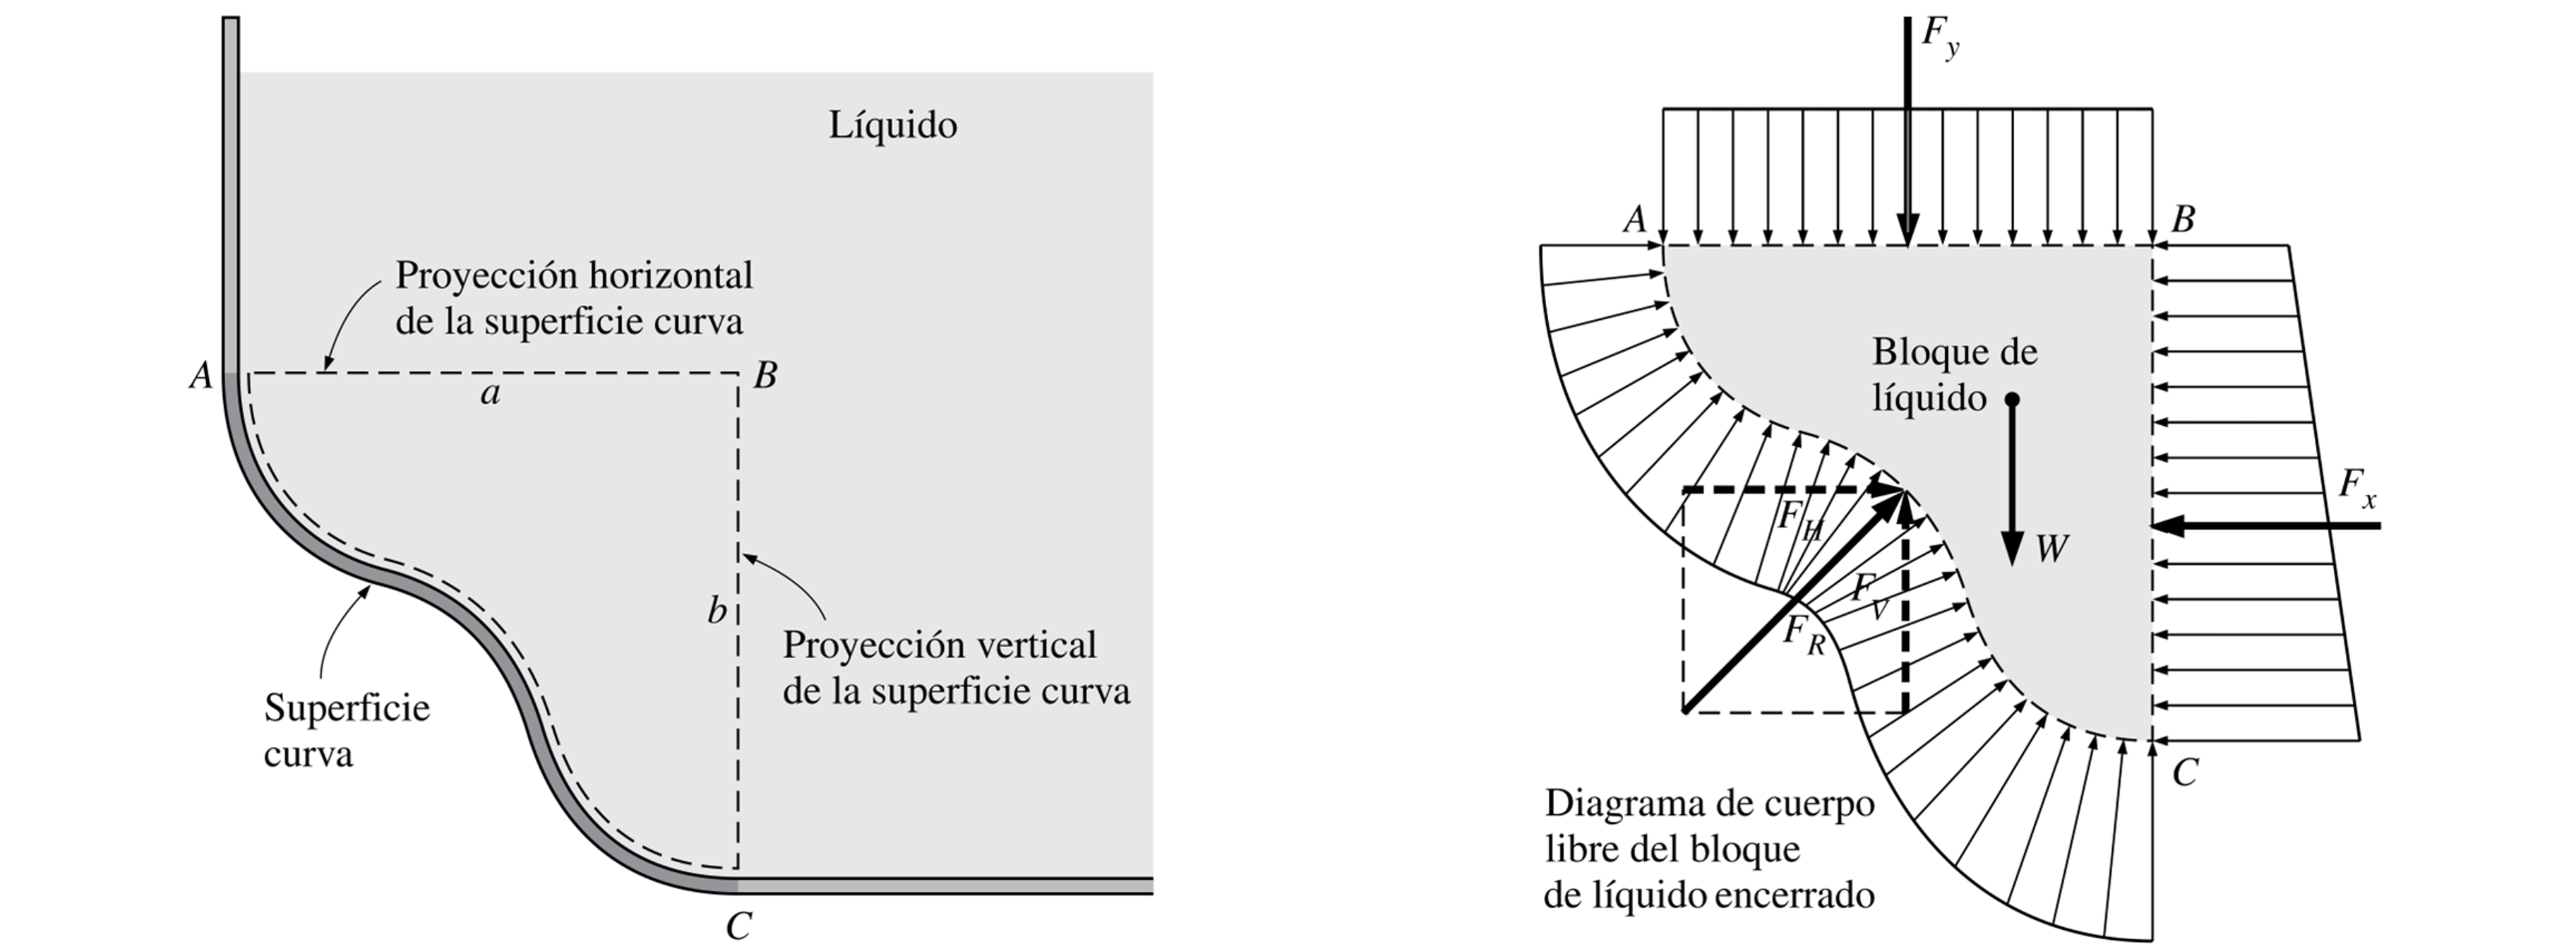 Líquido
Proyección horizontal
de la superficie curva
A
B
a
b
Proyección vertical
de la superficie curva
Superficie
curva
C
F_y
A
B
Bloque de
líquido
W
F_x
F_H
F_V
F_R
C
Diagrama de cuerpo
libre del bloque
de líquido encerrado